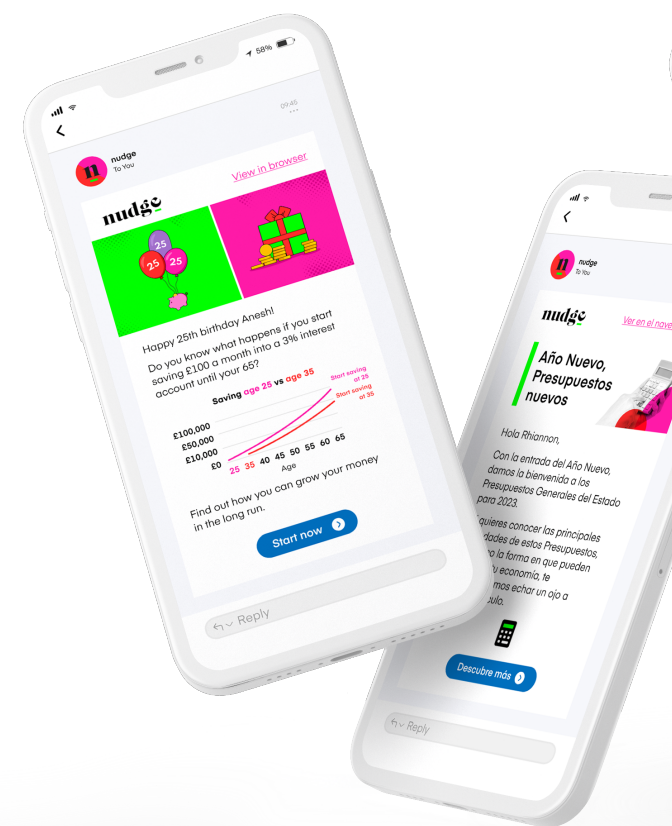 58%
09:46
nudge
To You
View in browser
nudge
25
25
25
Happy 25th birthday Anesh!
Do you know what happens if you start
saving £100 a month into a 3% interest
account until your 65?
Saving age 25 vs age 35
Start saving
at 25
Start saving
at 35
£100,000
£50,000
£10,000
£0
25 35 40 45 50 55 60 65
Age
Find out how you can grow your money
in the long run.
Start now
Reply
nudge
To You
nudge
Ver en el nave
Año Nuevo,
Presupuestos
nuevos
Hola Rhiannon,
Con la entrada del Año Nuevo,
damos la bienvenida a los
Presupuestos Generales del Estado
para 2023.
quieres conocer las principales
dades de estos Presupuestos,
o la forma en que pueden
tu economía, te
mos echar un ojo a
ulo.
Descubre más
Reply